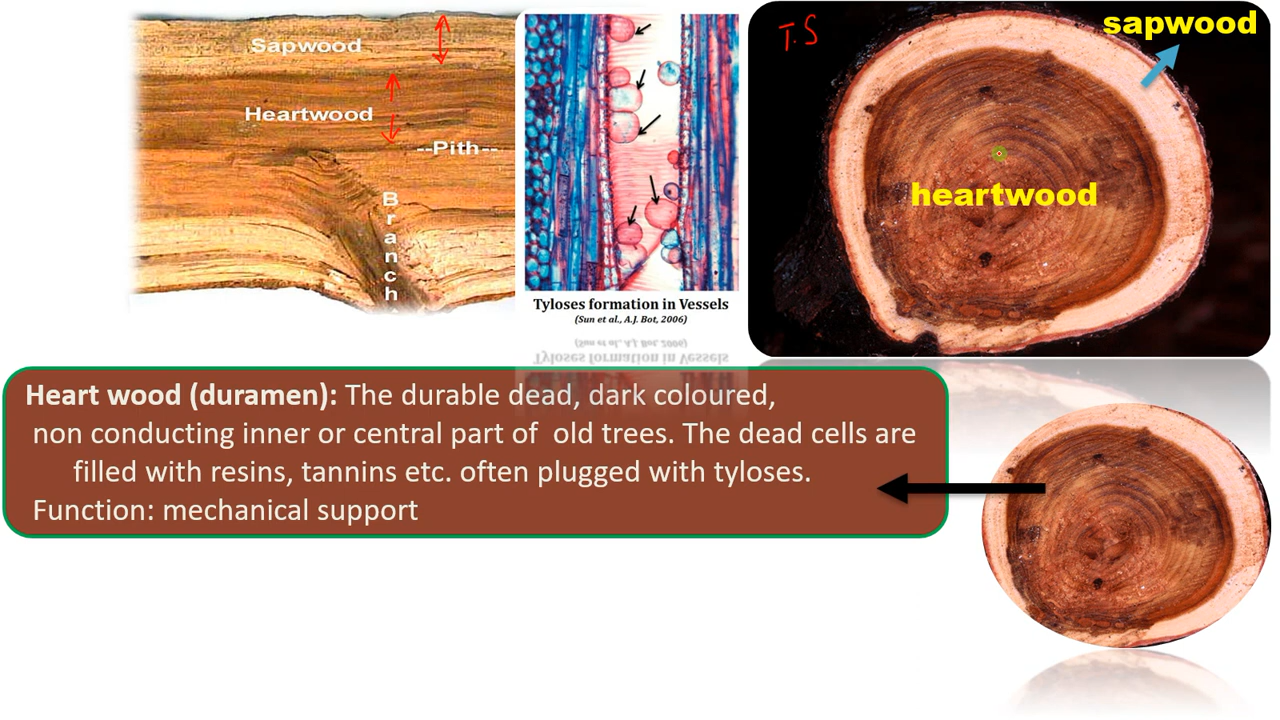 Sapwood
Heartwood
--Pith--
Branch
Tyloses formation in Vessels
(Sun et al., A.J. Bot, 2006)
T.S
sapwood
heartwood
Heart wood (duramen): The durable dead, dark coloured,
non conducting inner or central part of old trees. The dead cells are
filled with resins, tannins etc. often plugged with tyloses.
Function: mechanical support